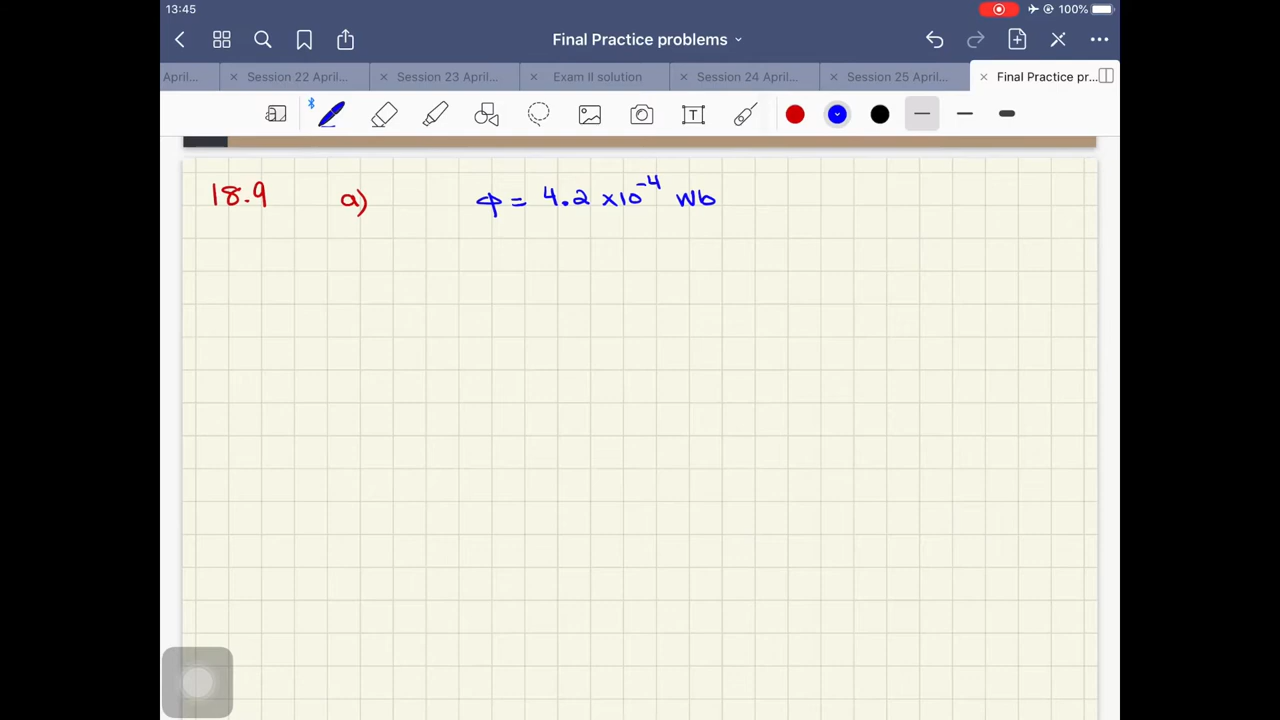 13:45
100%
Final Practice problems
April...
Session 22 April...
Session 23 April...
Exam II solution
Session 24 April...
Session 25 April...
Final Practice pr...
T
18.9 a) ϕ = 4.2 ×10⁻⁴ Wb